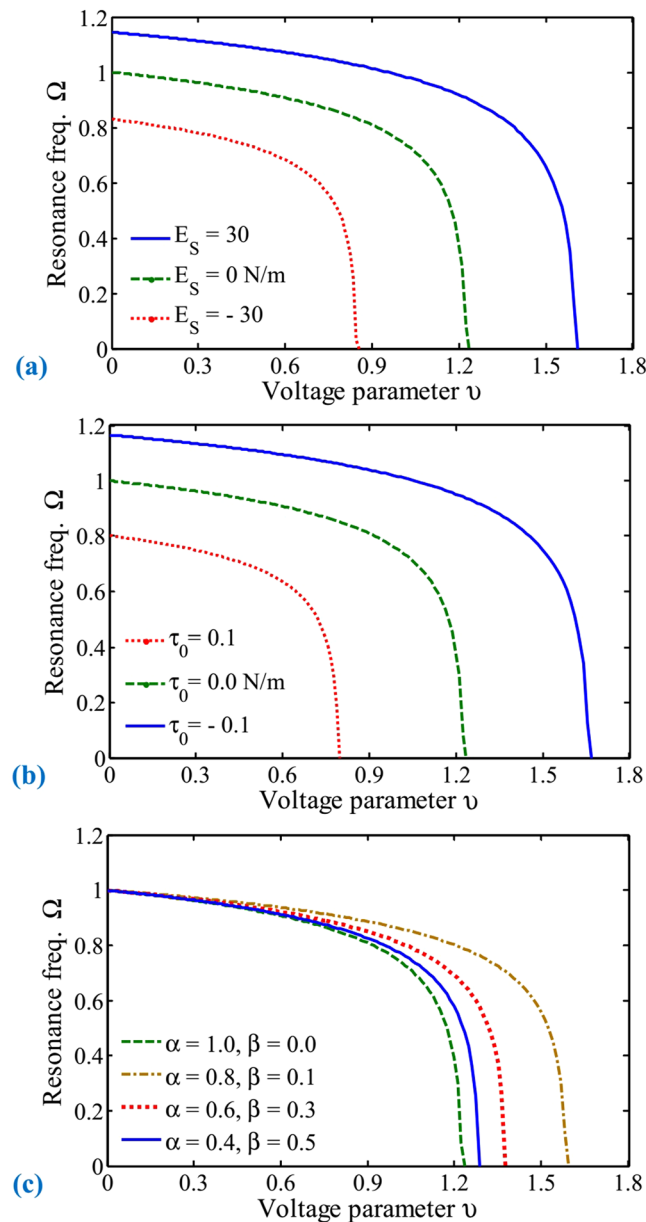 1.2
1
0.8
0.6
0.4
0.2
0
Resonance freq. Ω
E_S = 30
E_S = 0 N/m
E_S = - 30
0 0.3 0.6 0.9 1.2 1.5 1.8
Voltage parameter υ
(a)
1.2
1
0.8
0.6
0.4
0.2
0
Resonance freq. Ω
τ_0= 0.1
τ_0= 0.0 N/m
τ_0= - 0.1
0 0.3 0.6 0.9 1.2 1.5 1.8
Voltage parameter υ
(b)
1.2
1
0.8
0.6
0.4
0.2
0
Resonance freq. Ω
α = 1.0, β = 0.0
α = 0.8, β = 0.1
α = 0.6, β = 0.3
α = 0.4, β = 0.5
0 0.3 0.6 0.9 1.2 1.5 1.8
Voltage parameter υ
(c)